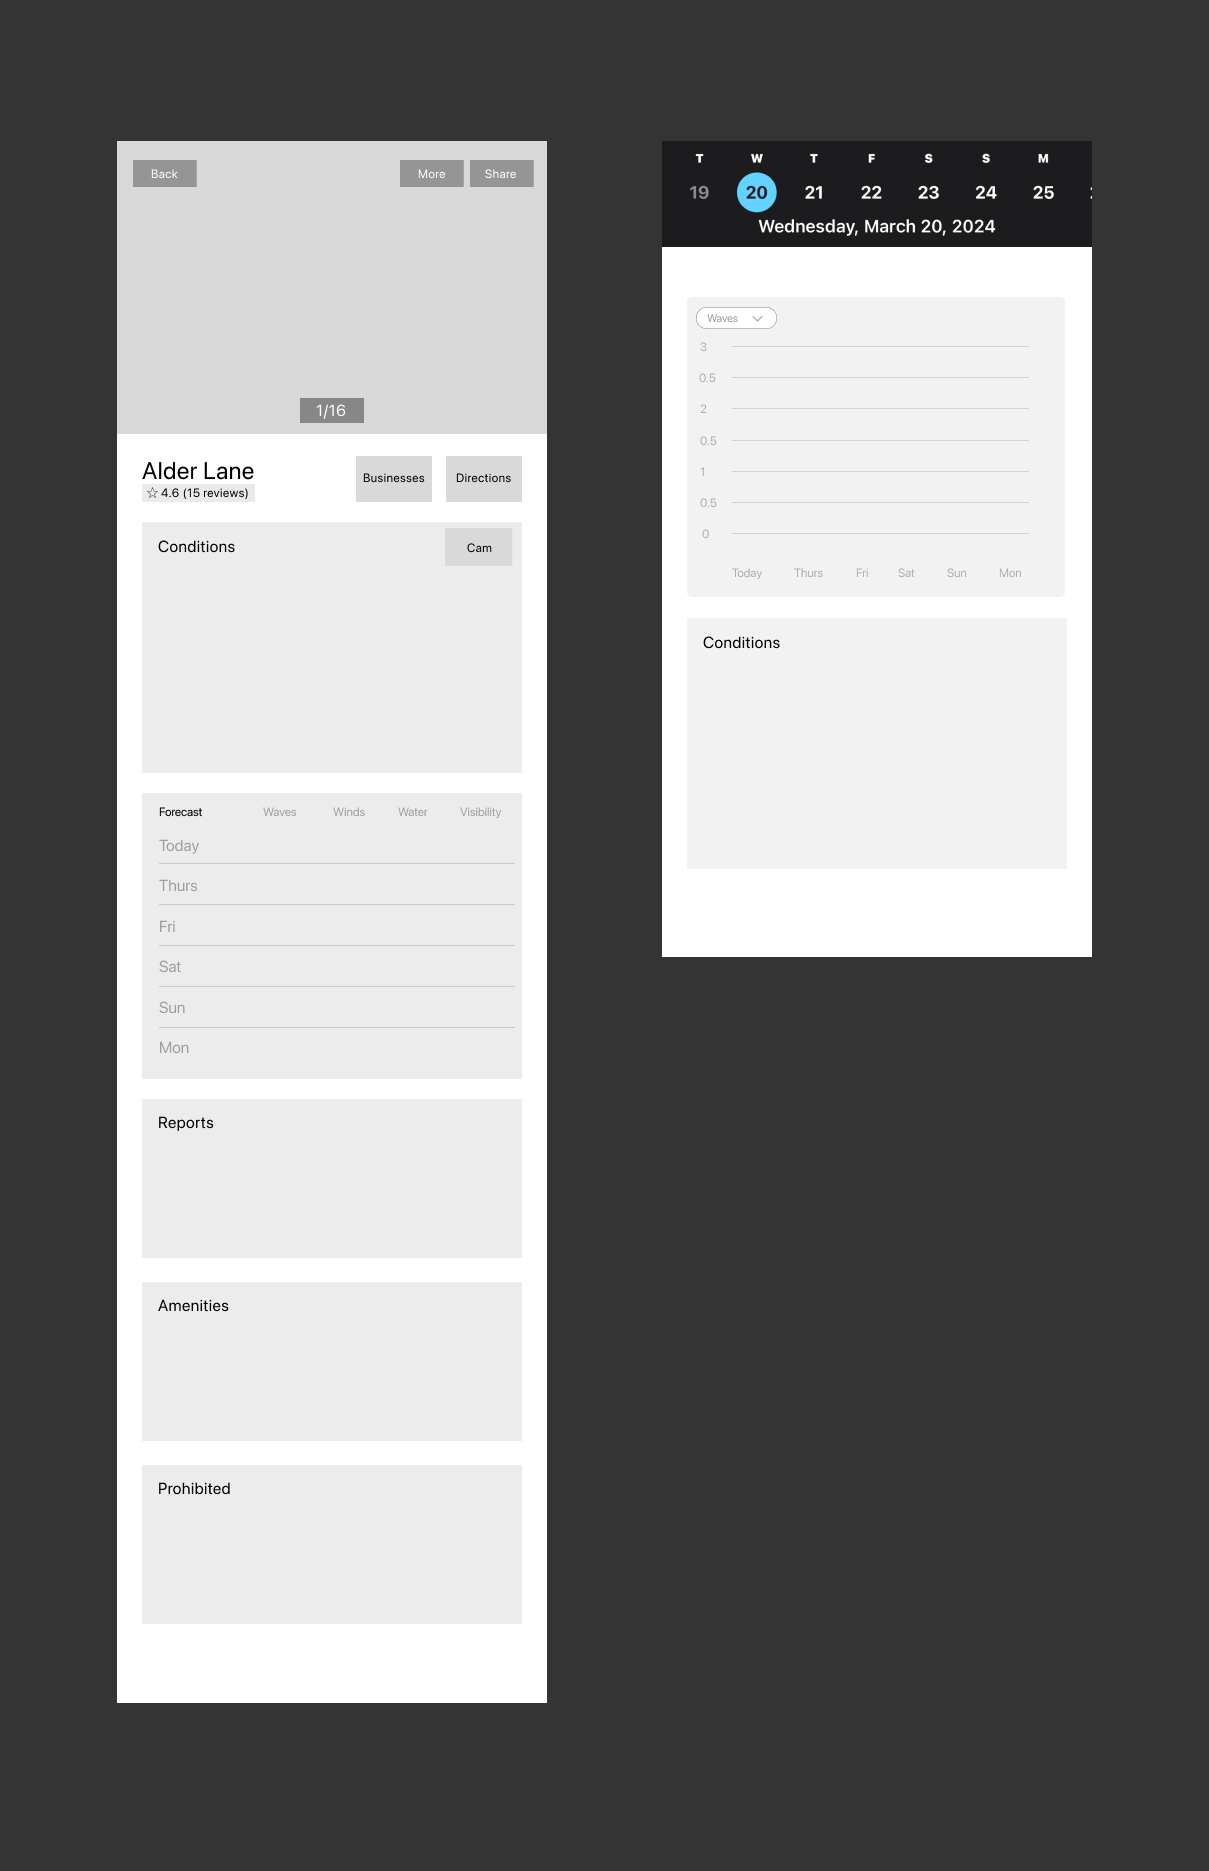 Back More Share
1/16
Alder Lane
☆ 4.6 (15 reviews)
Businesses Directions
Conditions Cam
Forecast Waves Winds Water Visibility
Today
Thurs
Fri
Sat
Sun
Mon
Reports
Amenities
Prohibited
T W T F S S M
19 20 21 22 23 24 25
Wednesday, March 20, 2024
Waves
3
0.5
2
0.5
1
0.5
0
Today Thurs Fri Sat Sun Mon
Conditions